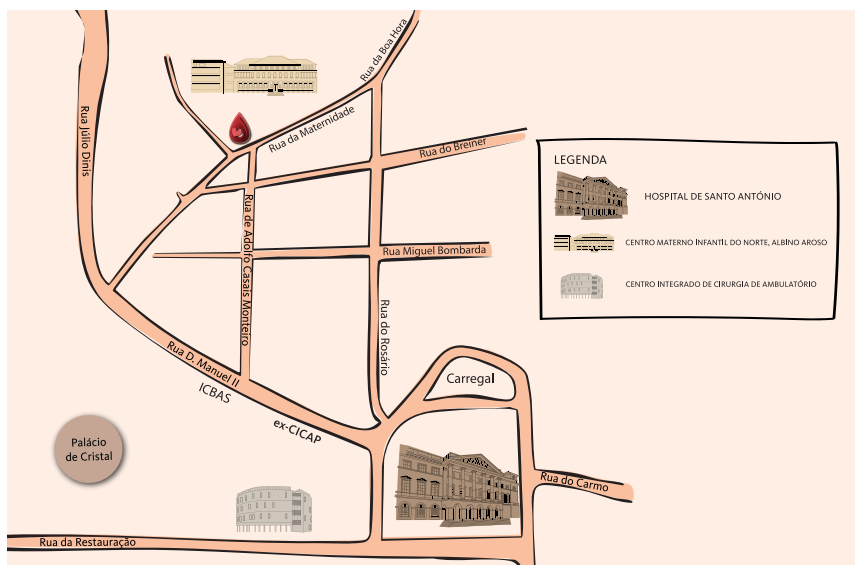 Rua da Boa Hora
Rua Júlio Dinis
Rua da Maternidade
Rua do Breiner
LEGENDA
HOSPITAL DE SANTO ANTÓNIO
CENTRO MATERNO INFANTIL DO NORTE, ALBINO AROSO
CENTRO INTEGRADO DE CIRURGIA DE AMBULATÓRIO
Rua de Adolfo Casais Monteiro
Rua Miguel Bombarda
Rua do Rosário
Rua D. Manuel II
ICBAS
Carregal
ex-CICAP
Palácio
de Cristal
Rua do Carmo
Rua da Restauração